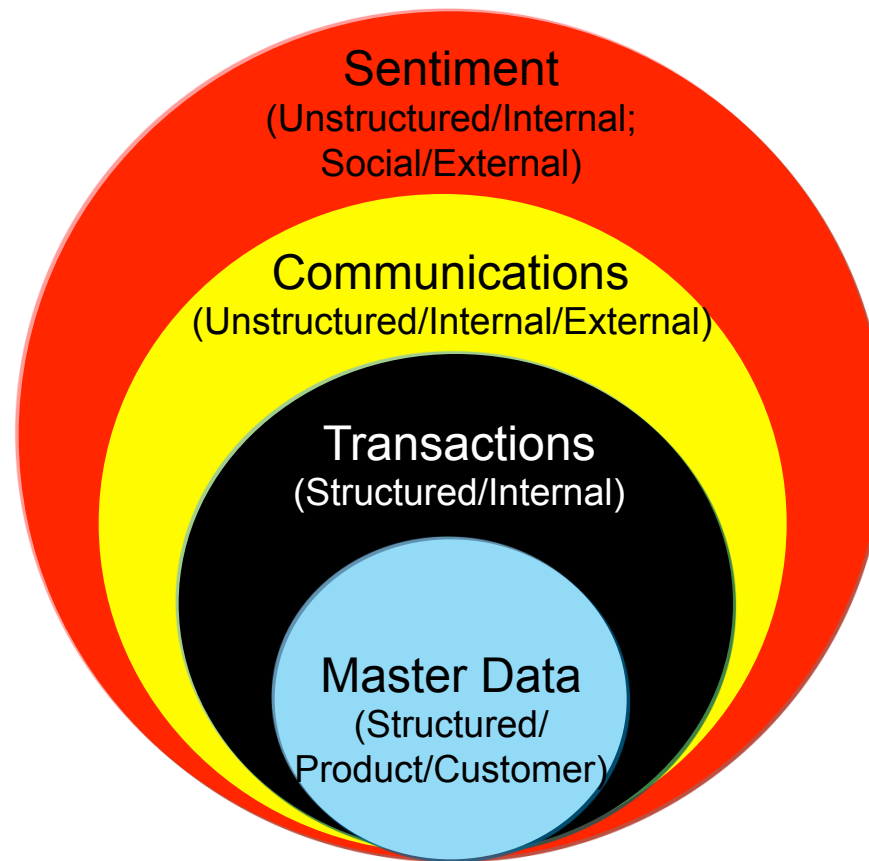 Sentiment
(Unstructured/Internal;
Social/External)
Communications
(Unstructured/Internal/External)
Transactions
(Structured/Internal)
Master Data
(Structured/
Product/Customer)